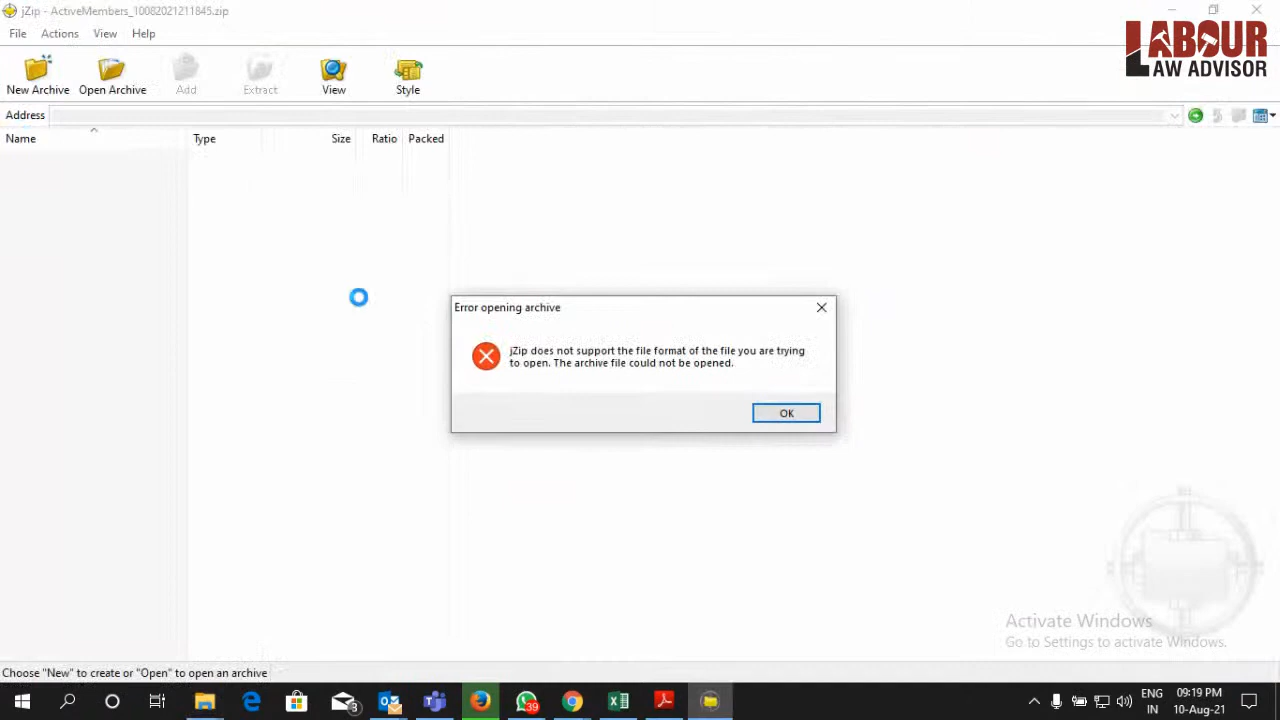 jZip - ActiveMembers_10082021211845.zip
File Actions View Help
LABOUR
LAW ADVISOR
New Archive Open Archive Add Extract View Style
Address
Name Type Size Ratio Packed
Error opening archive
jZip does not support the file format of the file you are trying
to open. The archive file could not be opened.
OK
Activate Windows
Go to Settings to activate Windows.
Choose "New" to create or "Open" to open an archive
3
39
ENG
IN
09:19 PM
10-Aug-21